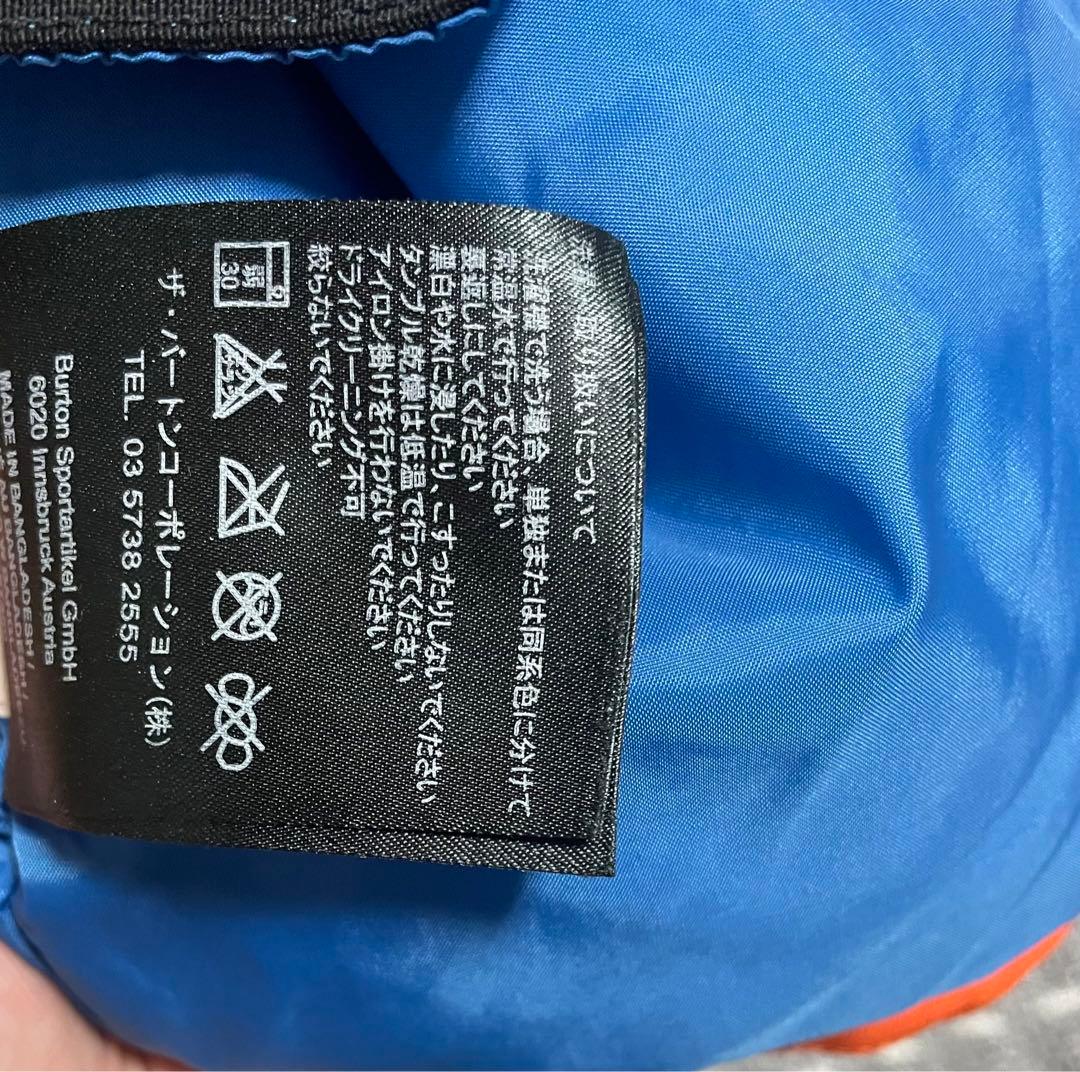 洗濯・取り扱いについて
洗濯機で洗う場合、単独または同系色に分けて
常温水で行ってください
裏返しにしてください
漂白や水に浸したり、こすったりしないでください
タンブル乾燥は低温で行ってください
アイロン掛けを行わないでください
ドライクリーニング不可
絞らないでください
弱
30
ザ・バートンコーポレーション(株)
TEL 03 5738 2555
Burton Sportartikel GmbH
6020 Innsbruck Austria
MADE IN BANGLADESH /